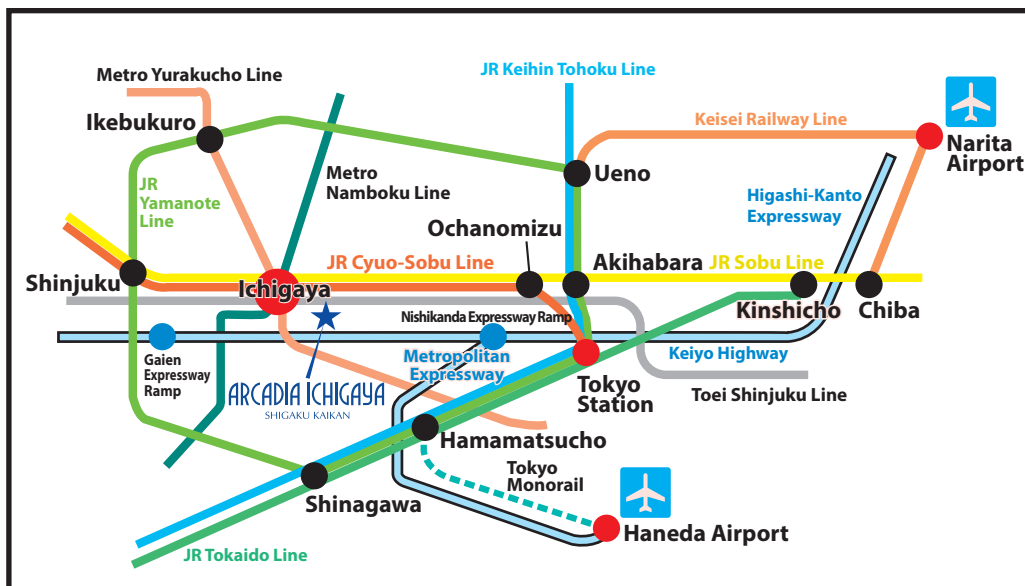 JR Keihin Tohoku Line
Metro Yurakucho Line
Ikebukuro
Keisei Railway Line
Narita
Airport
Metro
Namboku Line
JR
Yamanote
Line
Ueno
Higashi-Kanto
Expressway
Ochanomizu
Shinjuku
JR Cyuo-Sobu Line
Akihabara
JR Sobu Line
Ichigaya
Kinshicho
Chiba
Nishikanda Expressway Ramp
Gaien
Expressway
Ramp
Metropolitan
Expressway
Keiyo Highway
ARCADIA ICHIGAYA
SHIGAKU KAIKAN
Tokyo
Station
Toei Shinjuku Line
Hamamatsucho
Tokyo
Monorail
Shinagawa
Haneda Airport
JR Tokaido Line